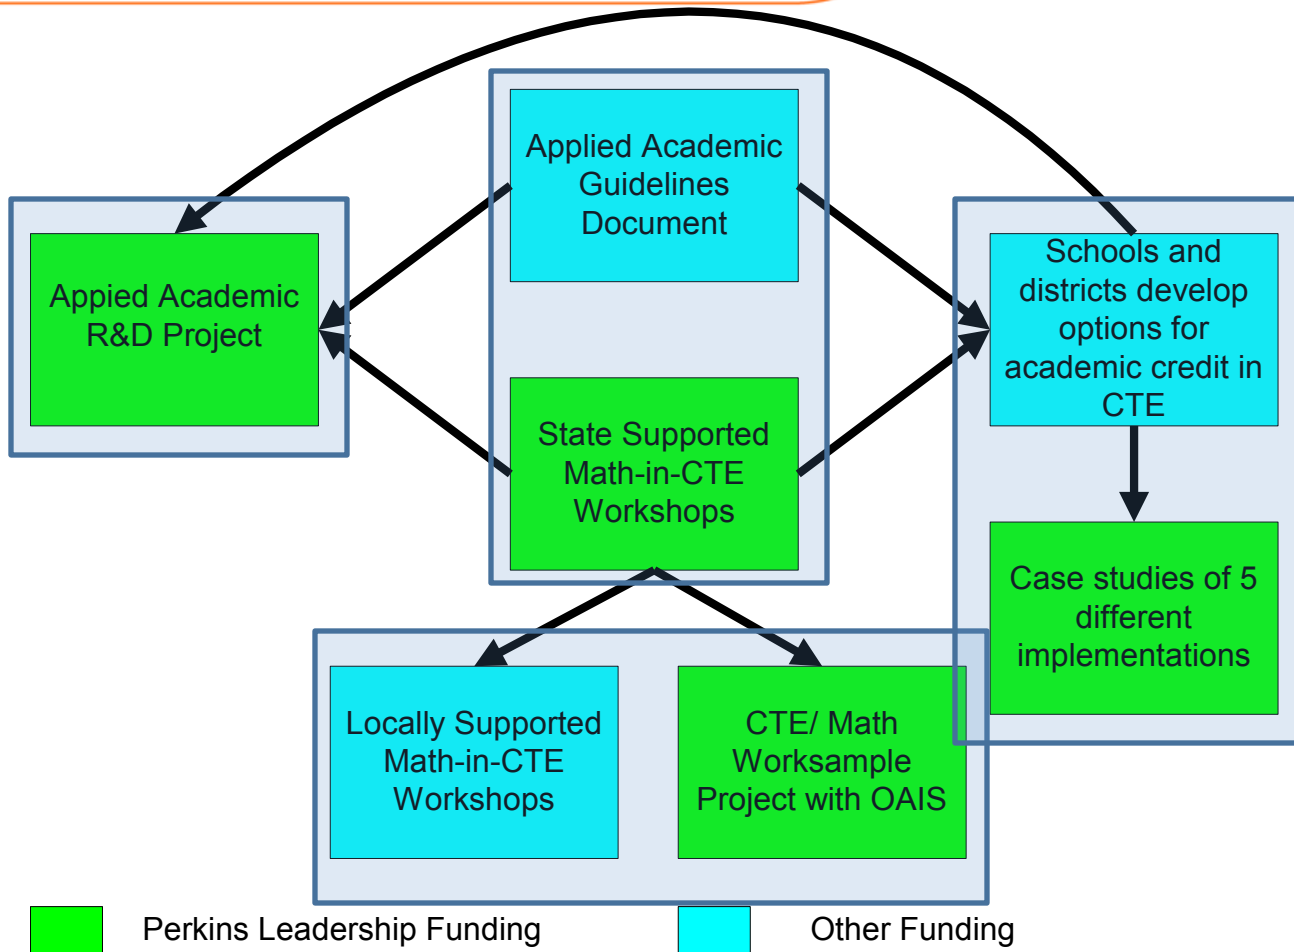 Applied Academic
Guidelines
Document
Appied Academic
R&D Project
Schools and
districts develop
options for
academic credit in
CTE
State Supported
Math-in-CTE
Workshops
Case studies of 5
different
implementations
Locally Supported
Math-in-CTE
Workshops
CTE/ Math
Worksample
Project with OAIS
Perkins Leadership Funding
Other Funding